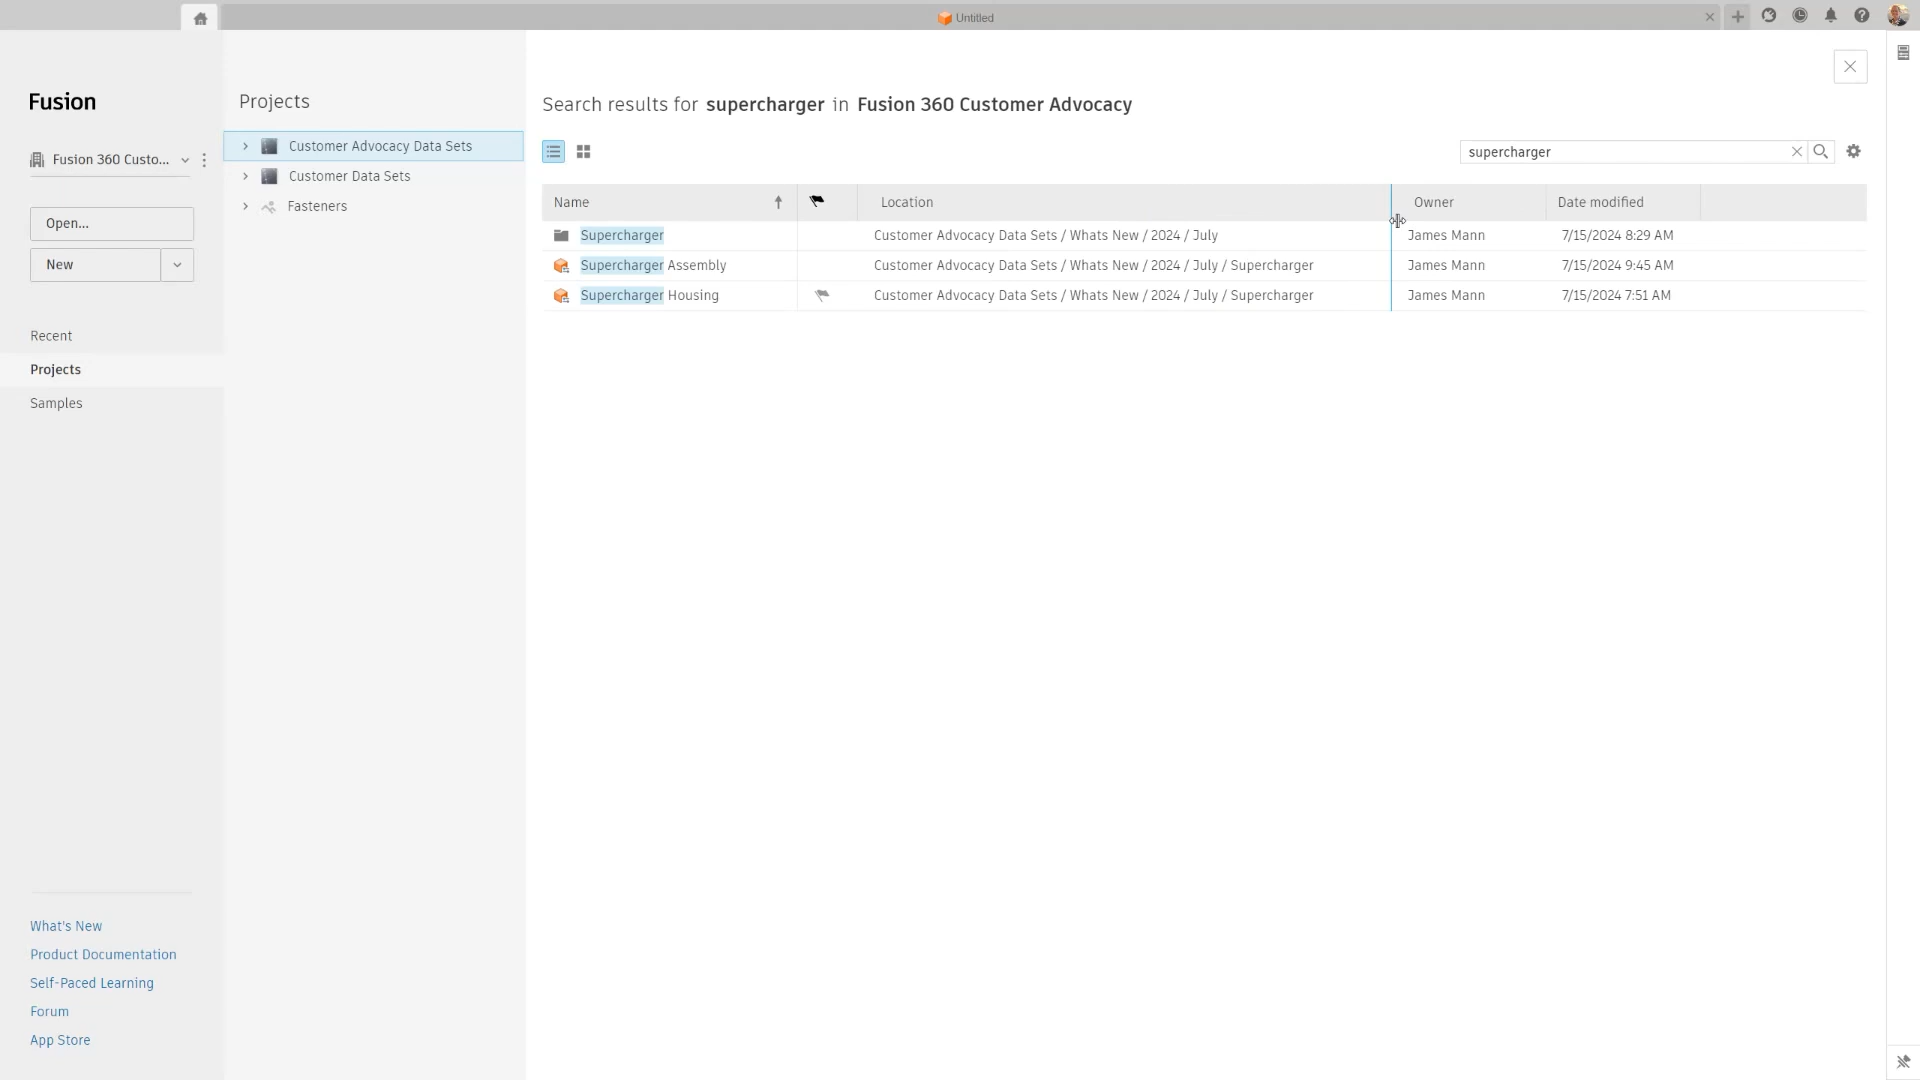 Untitled
Fusion
Fusion 360 Custo...
Open...
New
Recent
Projects
Samples
What's New
Product Documentation
Self-Paced Learning
Forum
App Store
Projects
Customer Advocacy Data Sets
Customer Data Sets
Fasteners
Search results for supercharger in Fusion 360 Customer Advocacy
supercharger
Name Location Owner Date modified
Supercharger Customer Advocacy Data Sets / Whats New / 2024 / July James Mann 7/15/2024 8:29 AM
Supercharger Assembly Customer Advocacy Data Sets / Whats New / 2024 / July / Supercharger James Mann 7/15/2024 9:45 AM
Supercharger Housing Customer Advocacy Data Sets / Whats New / 2024 / July / Supercharger James Mann 7/15/2024 7:51 AM